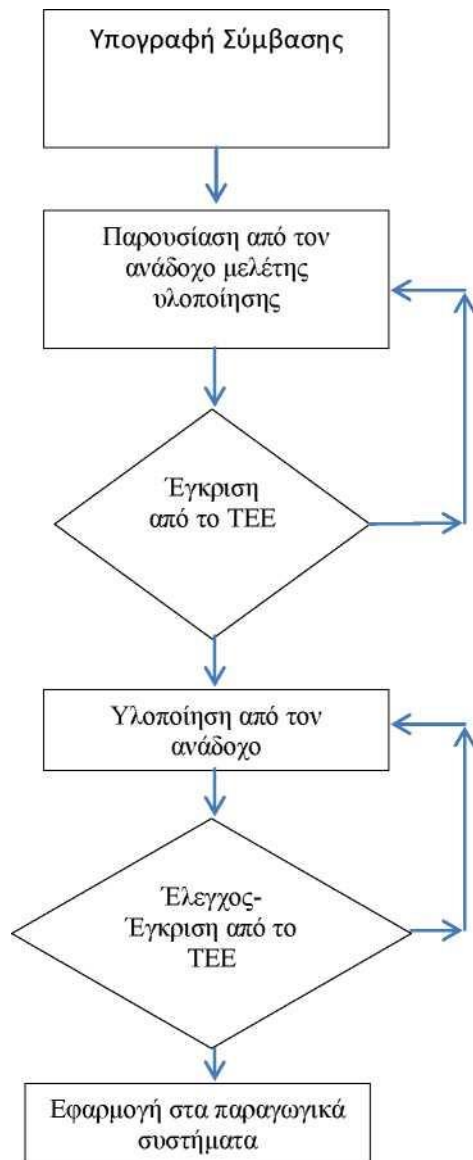 Υπογραφή Σύμβασης
Παρουσίαση από τον
ανάδοχο μελέτης
υλοποίησης
Έγκριση
από το ΤΕΕ
Υλοποίηση από τον
ανάδοχο
Έλεγχος-
Έγκριση από το
ΤΕΕ
Εφαρμογή στα παραγωγικά
συστήματα